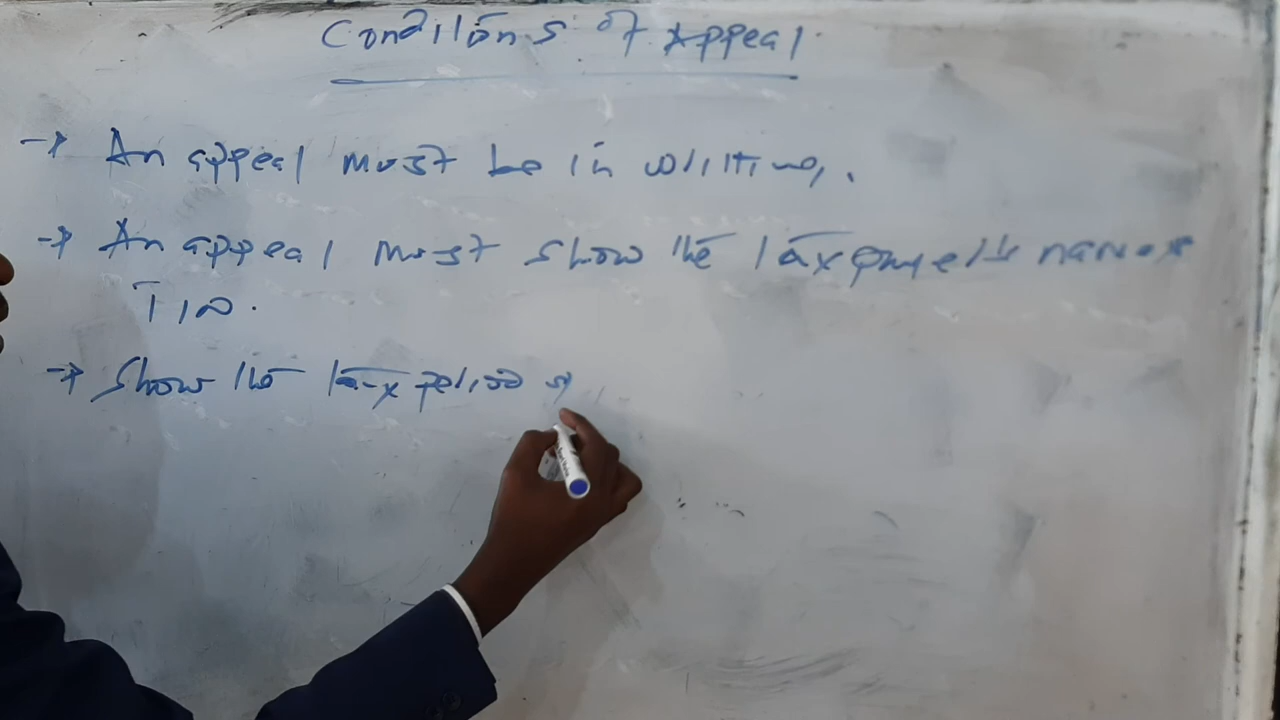 Conditions of Appeal.
→ An appeal must be in writing.
→ An appeal must show the taxpayer's name &
TIN.
→ Show the tax period